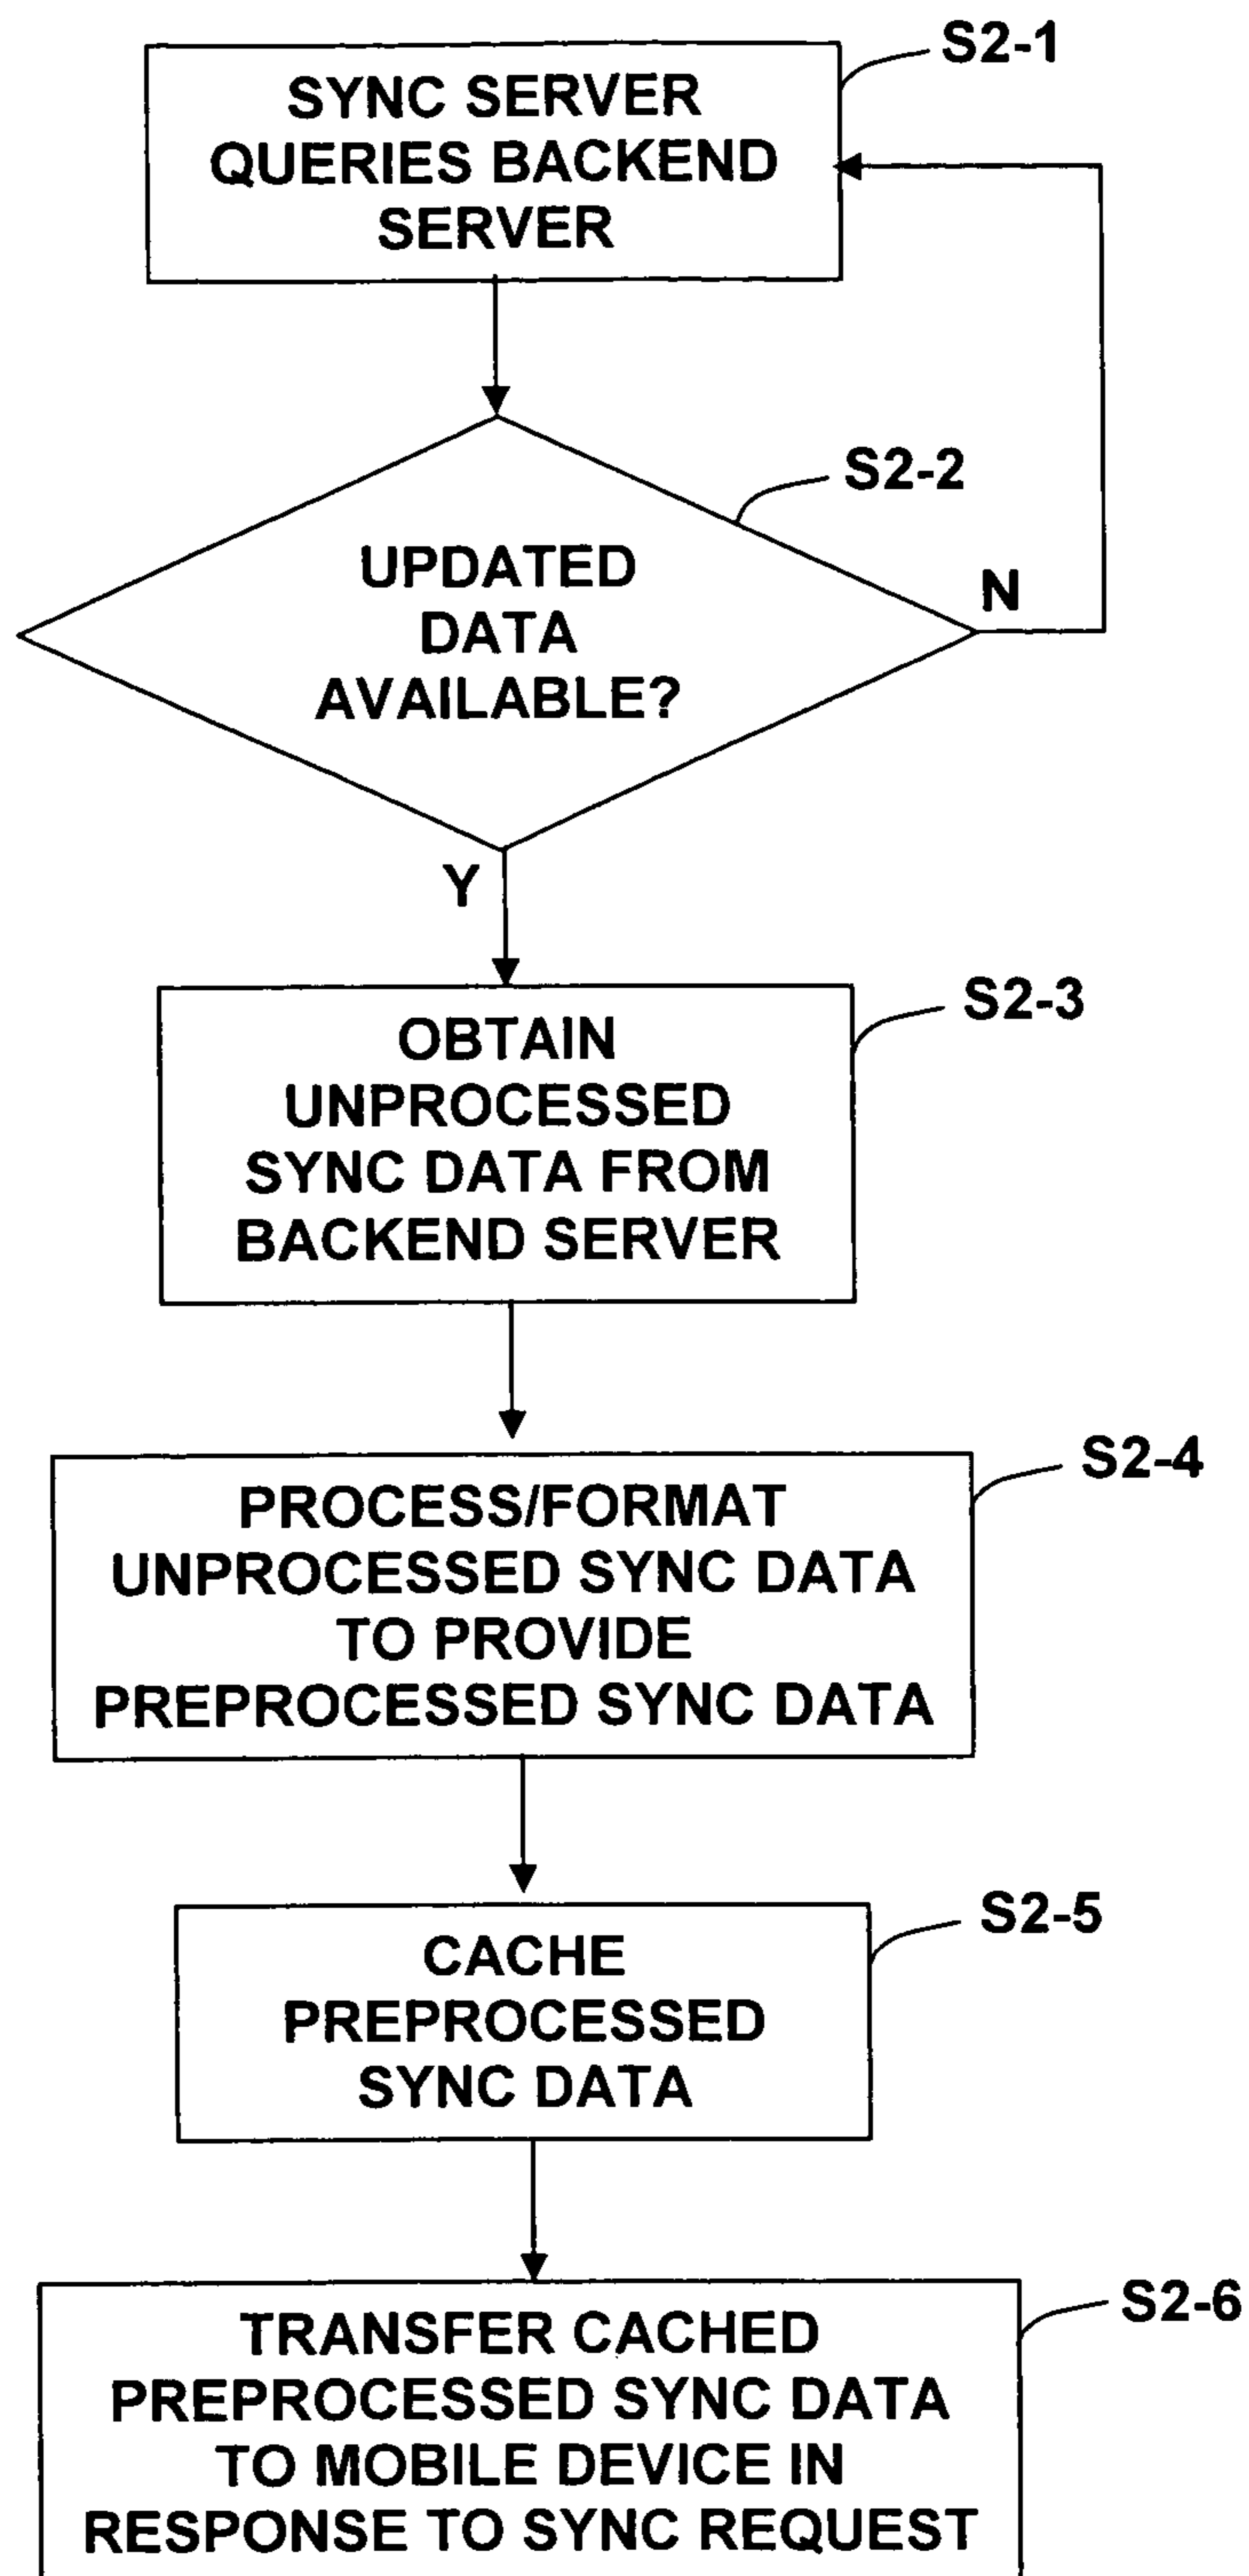 S2-1
SYNC SERVER
QUERIES BACKEND
SERVER
S2-2
UPDATED
DATA
AVAILABLE?
N
Y
S2-3
OBTAIN
UNPROCESSED
SYNC DATA FROM
BACKEND SERVER
S2-4
PROCESS/FORMAT
UNPROCESSED SYNC DATA
TO PROVIDE
PREPROCESSED SYNC DATA
S2-5
CACHE
PREPROCESSED
SYNC DATA
S2-6
TRANSFER CACHED
PREPROCESSED SYNC DATA
TO MOBILE DEVICE IN
RESPONSE TO SYNC REQUEST